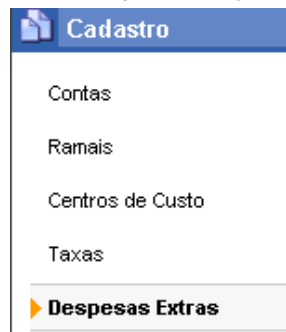 Cadastro
Contas
Ramais
Centros de Custo
Taxas
Despesas Extras